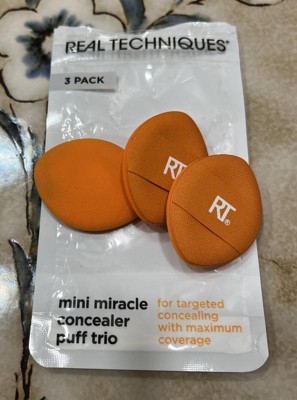 REAL TECHNIQUES®
3 PACK
RT
RT®
mini miracle
concealer
puff trio
for targeted
concealing
with maximum
coverage